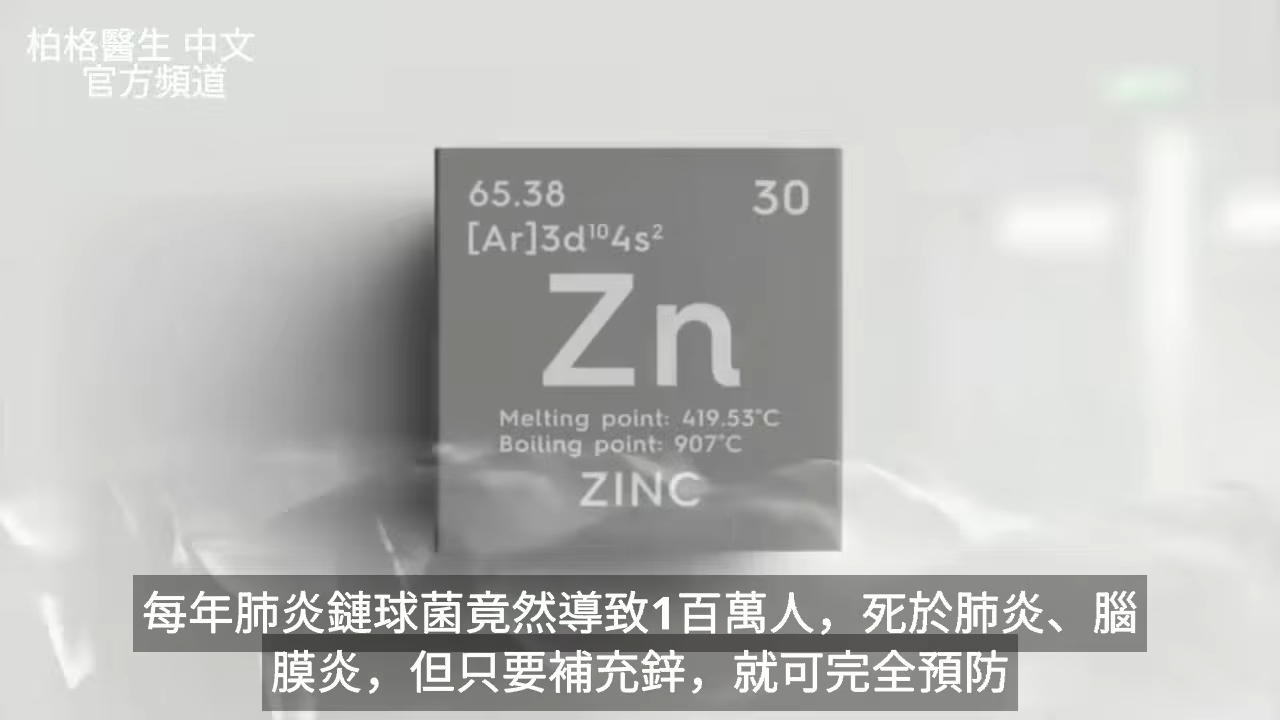 柏格醫生 中文
官方頻道
65.38
30
[Ar]3d¹⁰4s²
Zn
Melting point: 419.53°C
Boiling point: 907°C
ZINC
每年肺炎鏈球菌竟然導致1百萬人，死於肺炎、腦
膜炎，但只要補充鋅，就可完全預防